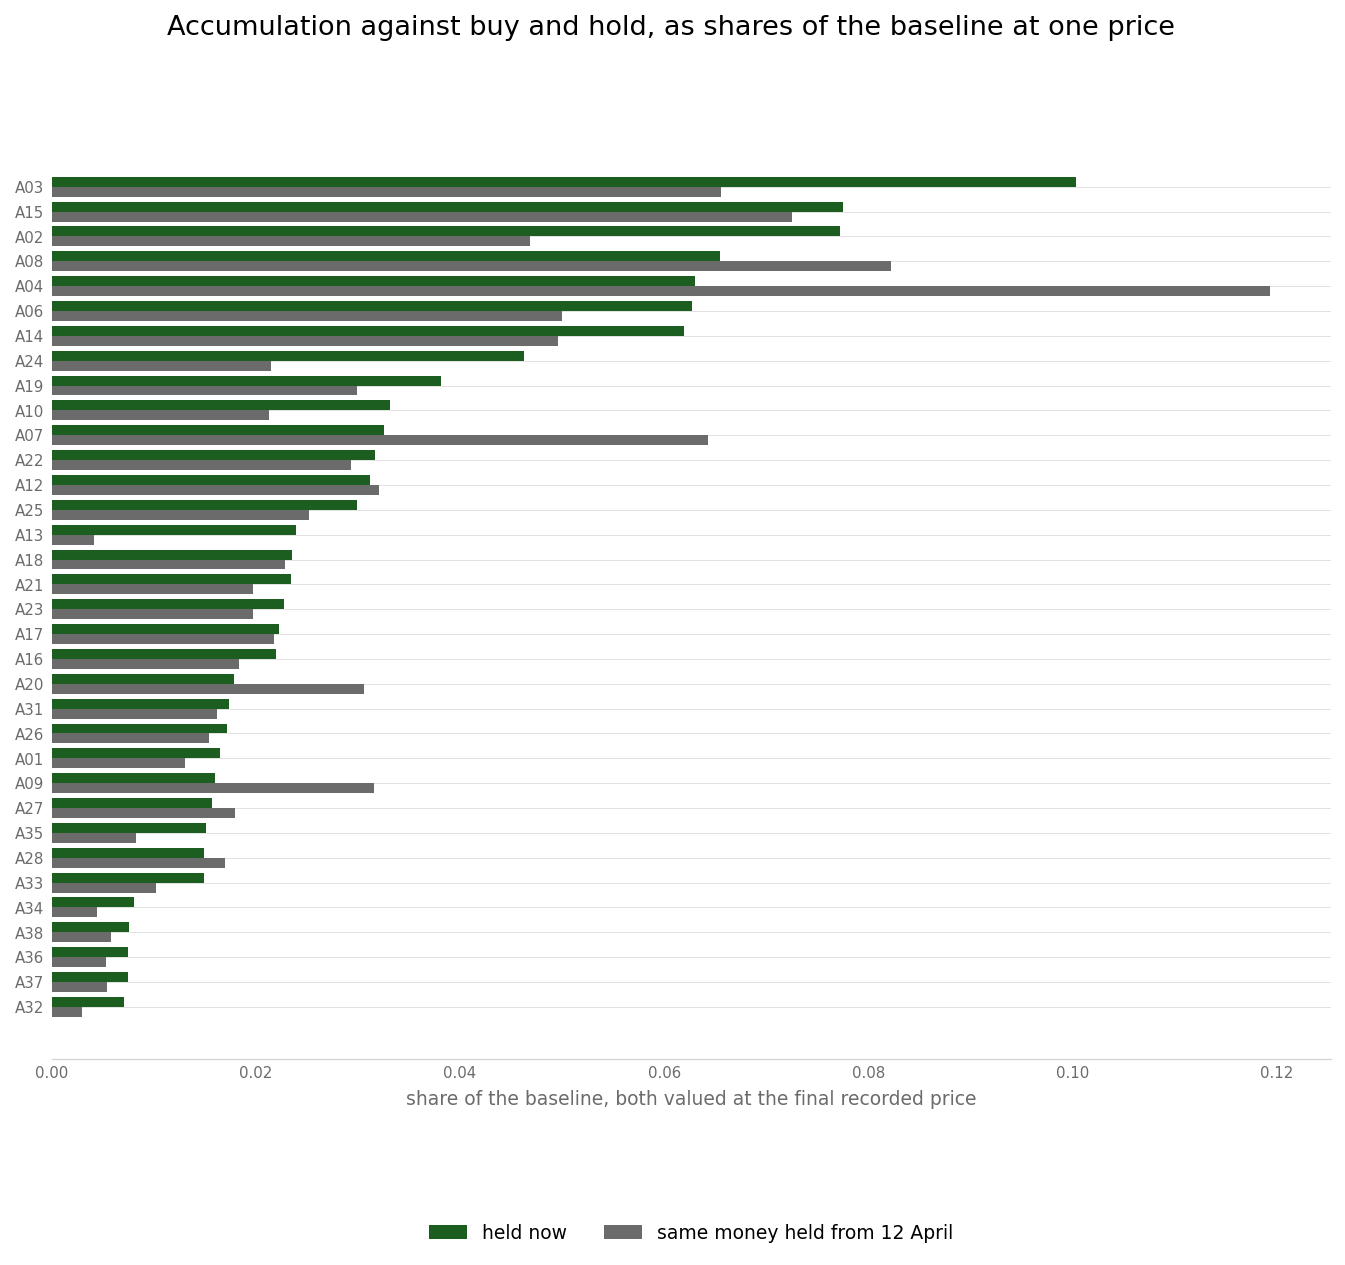 Accumulation against buy and hold, as shares of the baseline at one price
A03
A15
A02
A08
A04
A06
A14
A24
A19
A10
A07
A22
A12
A25
A13
A18
A21
A23
A17
A16
A20
A31
A26
A01
A09
A27
A35
A28
A33
A34
A38
A36
A37
A32
0.00 0.02 0.04 0.06 0.08 0.10 0.12
share of the baseline, both valued at the final recorded price
held now same money held from 12 April